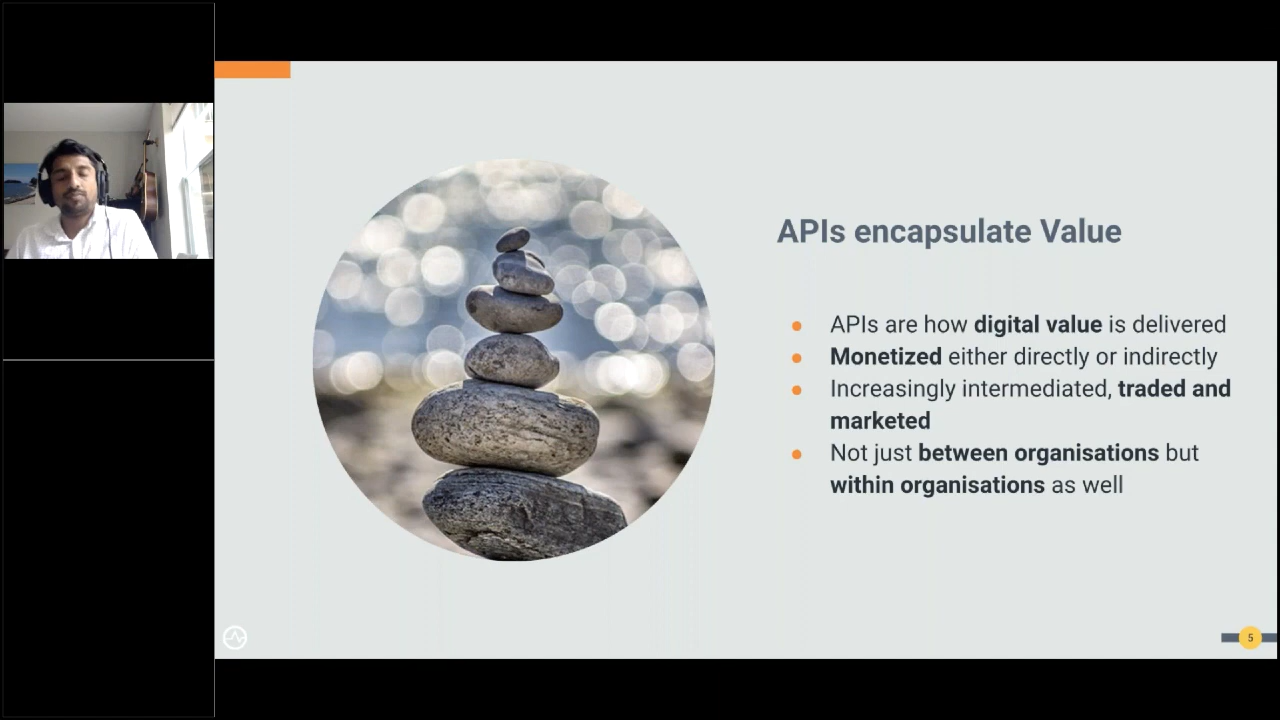 APIs encapsulate Value
APIs are how digital value is delivered
Monetized either directly or indirectly
Increasingly intermediated, traded and
marketed
Not just between organisations but
within organisations as well
5